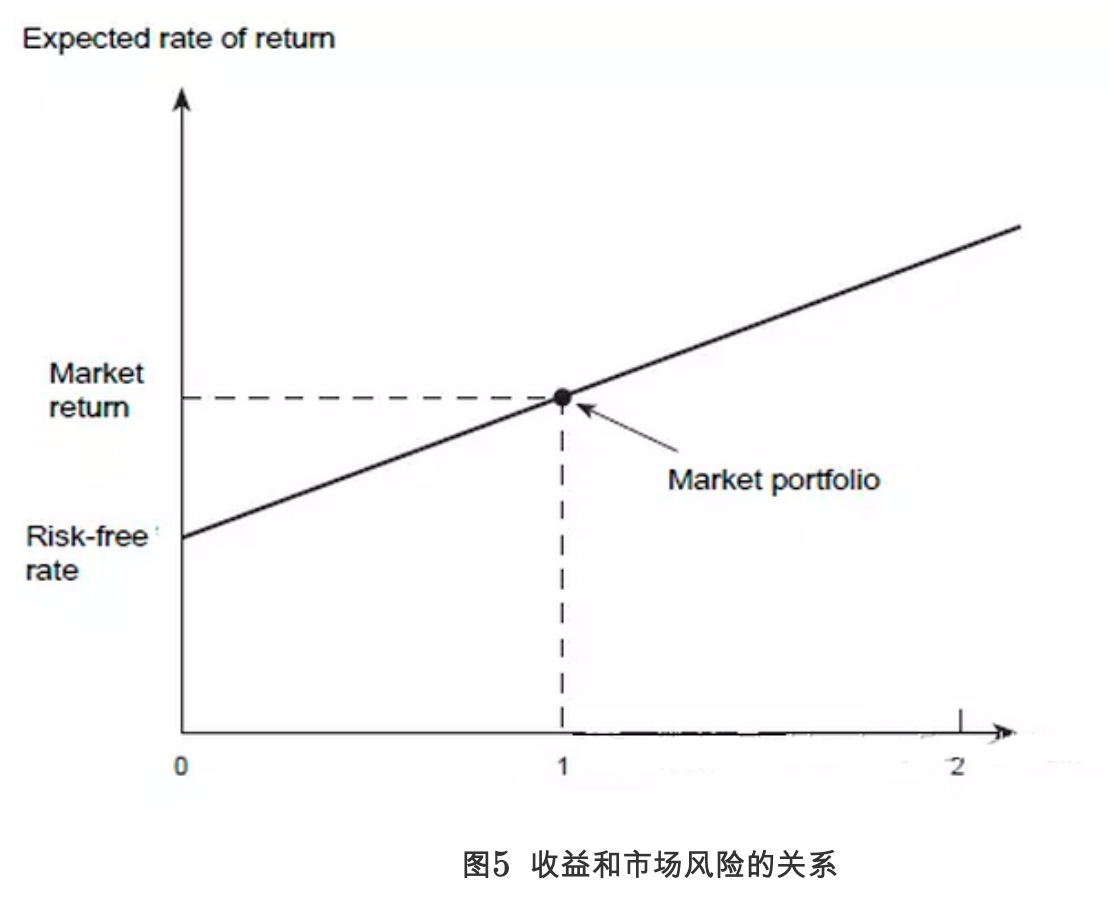 Expected rate of return
Market
return
Market portfolio
Risk-free
rate
0
1
2
图5 收益和市场风险的关系